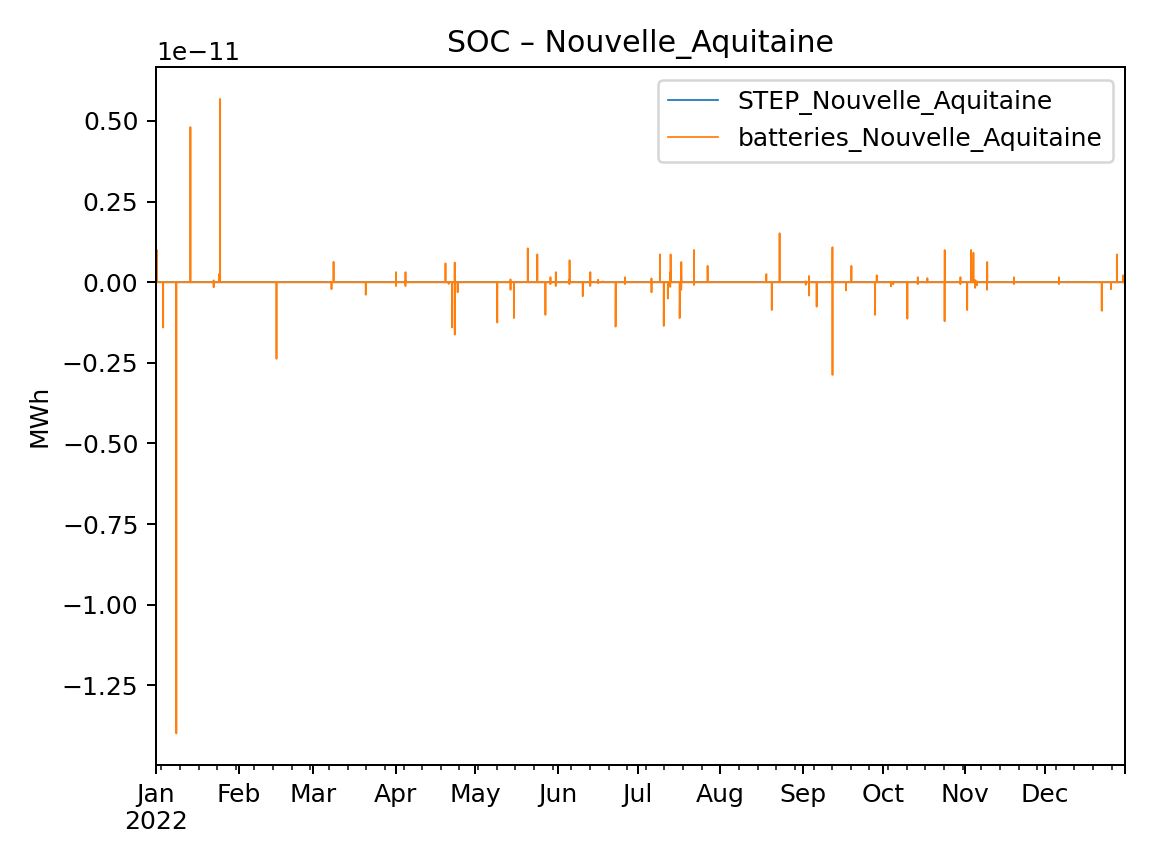 SOC – Nouvelle_Aquitaine
1e−11
STEP_Nouvelle_Aquitaine
batteries_Nouvelle_Aquitaine
0.50
0.25
0.00
−0.25
−0.50
−0.75
−1.00
−1.25
MWh
Jan Feb Mar Apr May Jun Jul Aug Sep Oct Nov Dec
2022